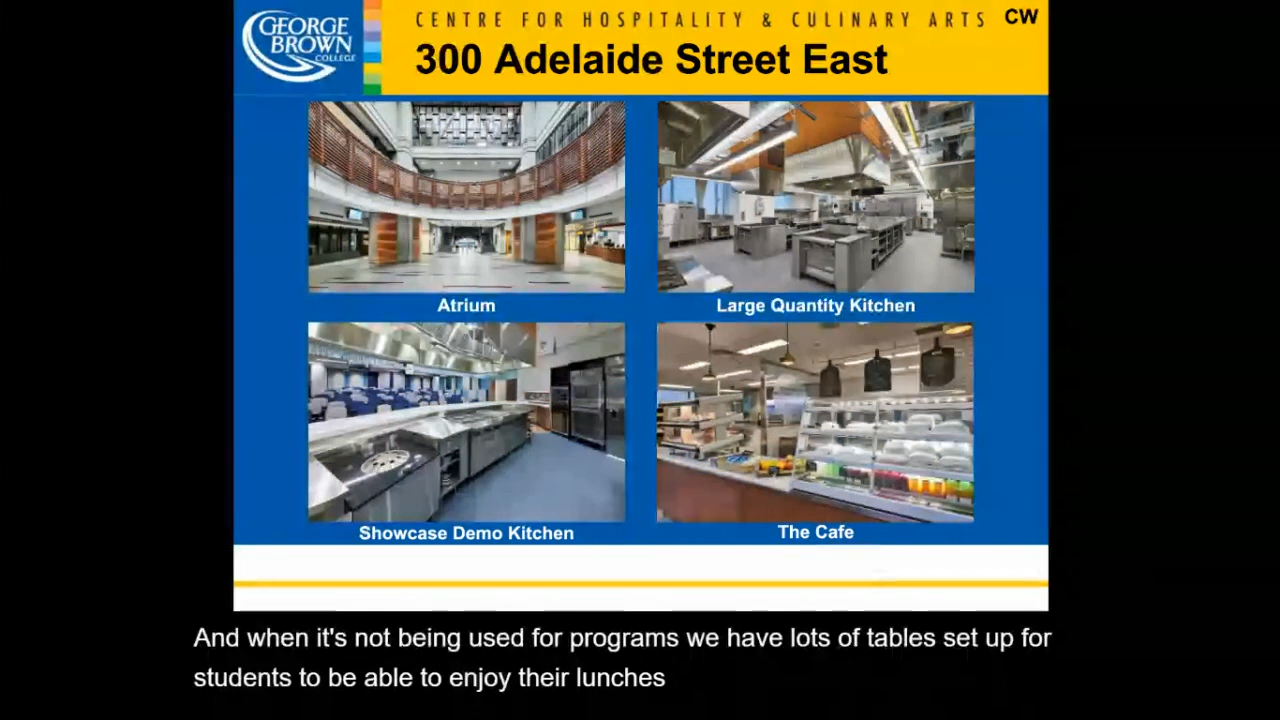 GEORGE
BROWN
COLLEGE
CENTRE FOR HOSPITALITY & CULINARY ARTS
CW
300 Adelaide Street East
Atrium
Large Quantity Kitchen
Showcase Demo Kitchen
The Cafe
And when it's not being used for programs we have lots of tables set up for
students to be able to enjoy their lunches